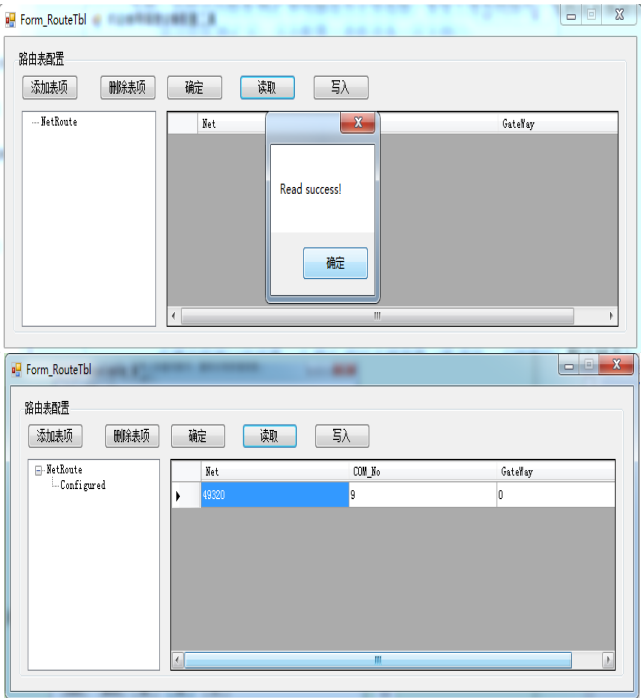 Form_RouteTbl
路由表配置
添加表项 删除表项 确定 读取 写入
NetRoute
Net GateWay
Read success!
确定
Form_RouteTbl
路由表配置
添加表项 删除表项 确定 读取 写入
NetRoute
Configured
Net COM_No GateWay
49320 9 0